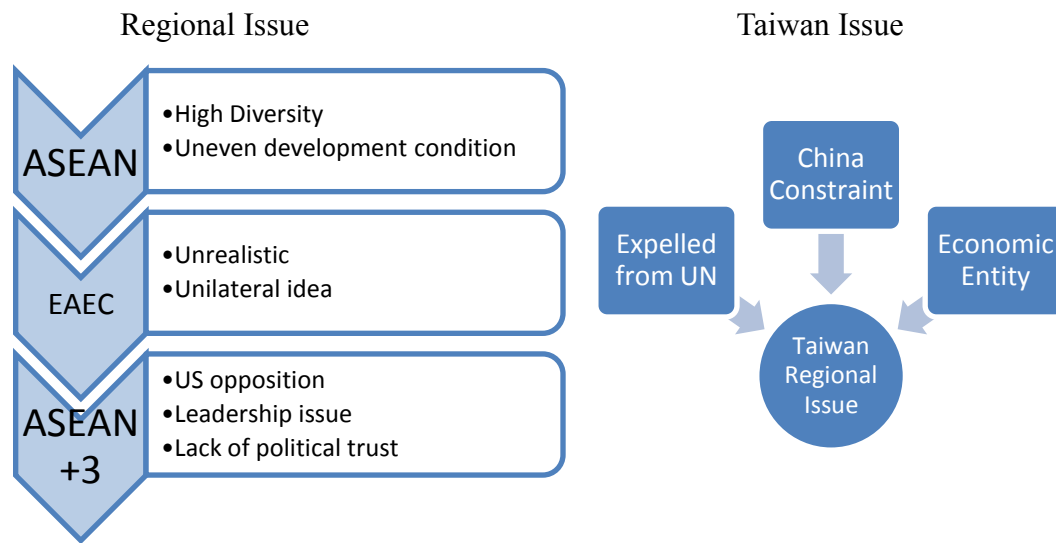 Regional Issue
ASEAN
•High Diversity
•Uneven development condition
EAEC
•Unrealistic
•Unilateral idea
ASEAN
+3
•US opposition
•Leadership issue
•Lack of political trust
Taiwan Issue
China
Constraint
Expelled
from UN
Economic
Entity
Taiwan
Regional
Issue